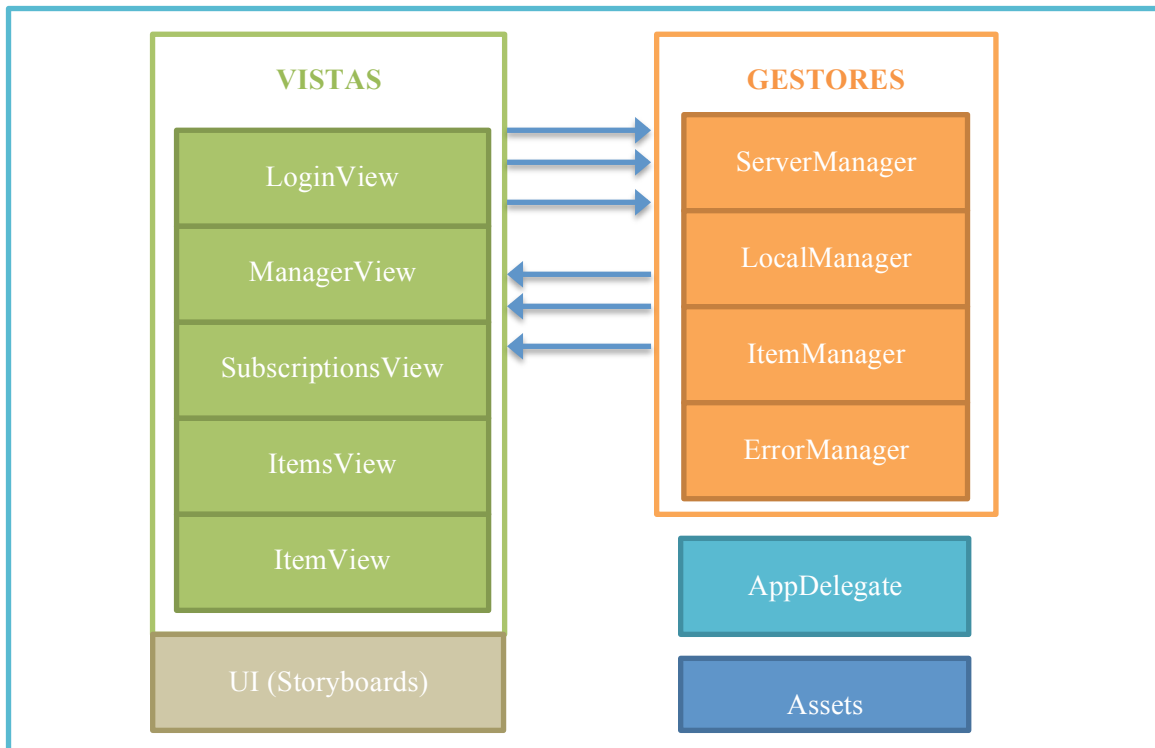 VISTAS
LoginView
ManagerView
SubscriptionsView
ItemsView
ItemView
UI (Storyboards)
GESTORES
ServerManager
LocalManager
ItemManager
ErrorManager
AppDelegate
Assets